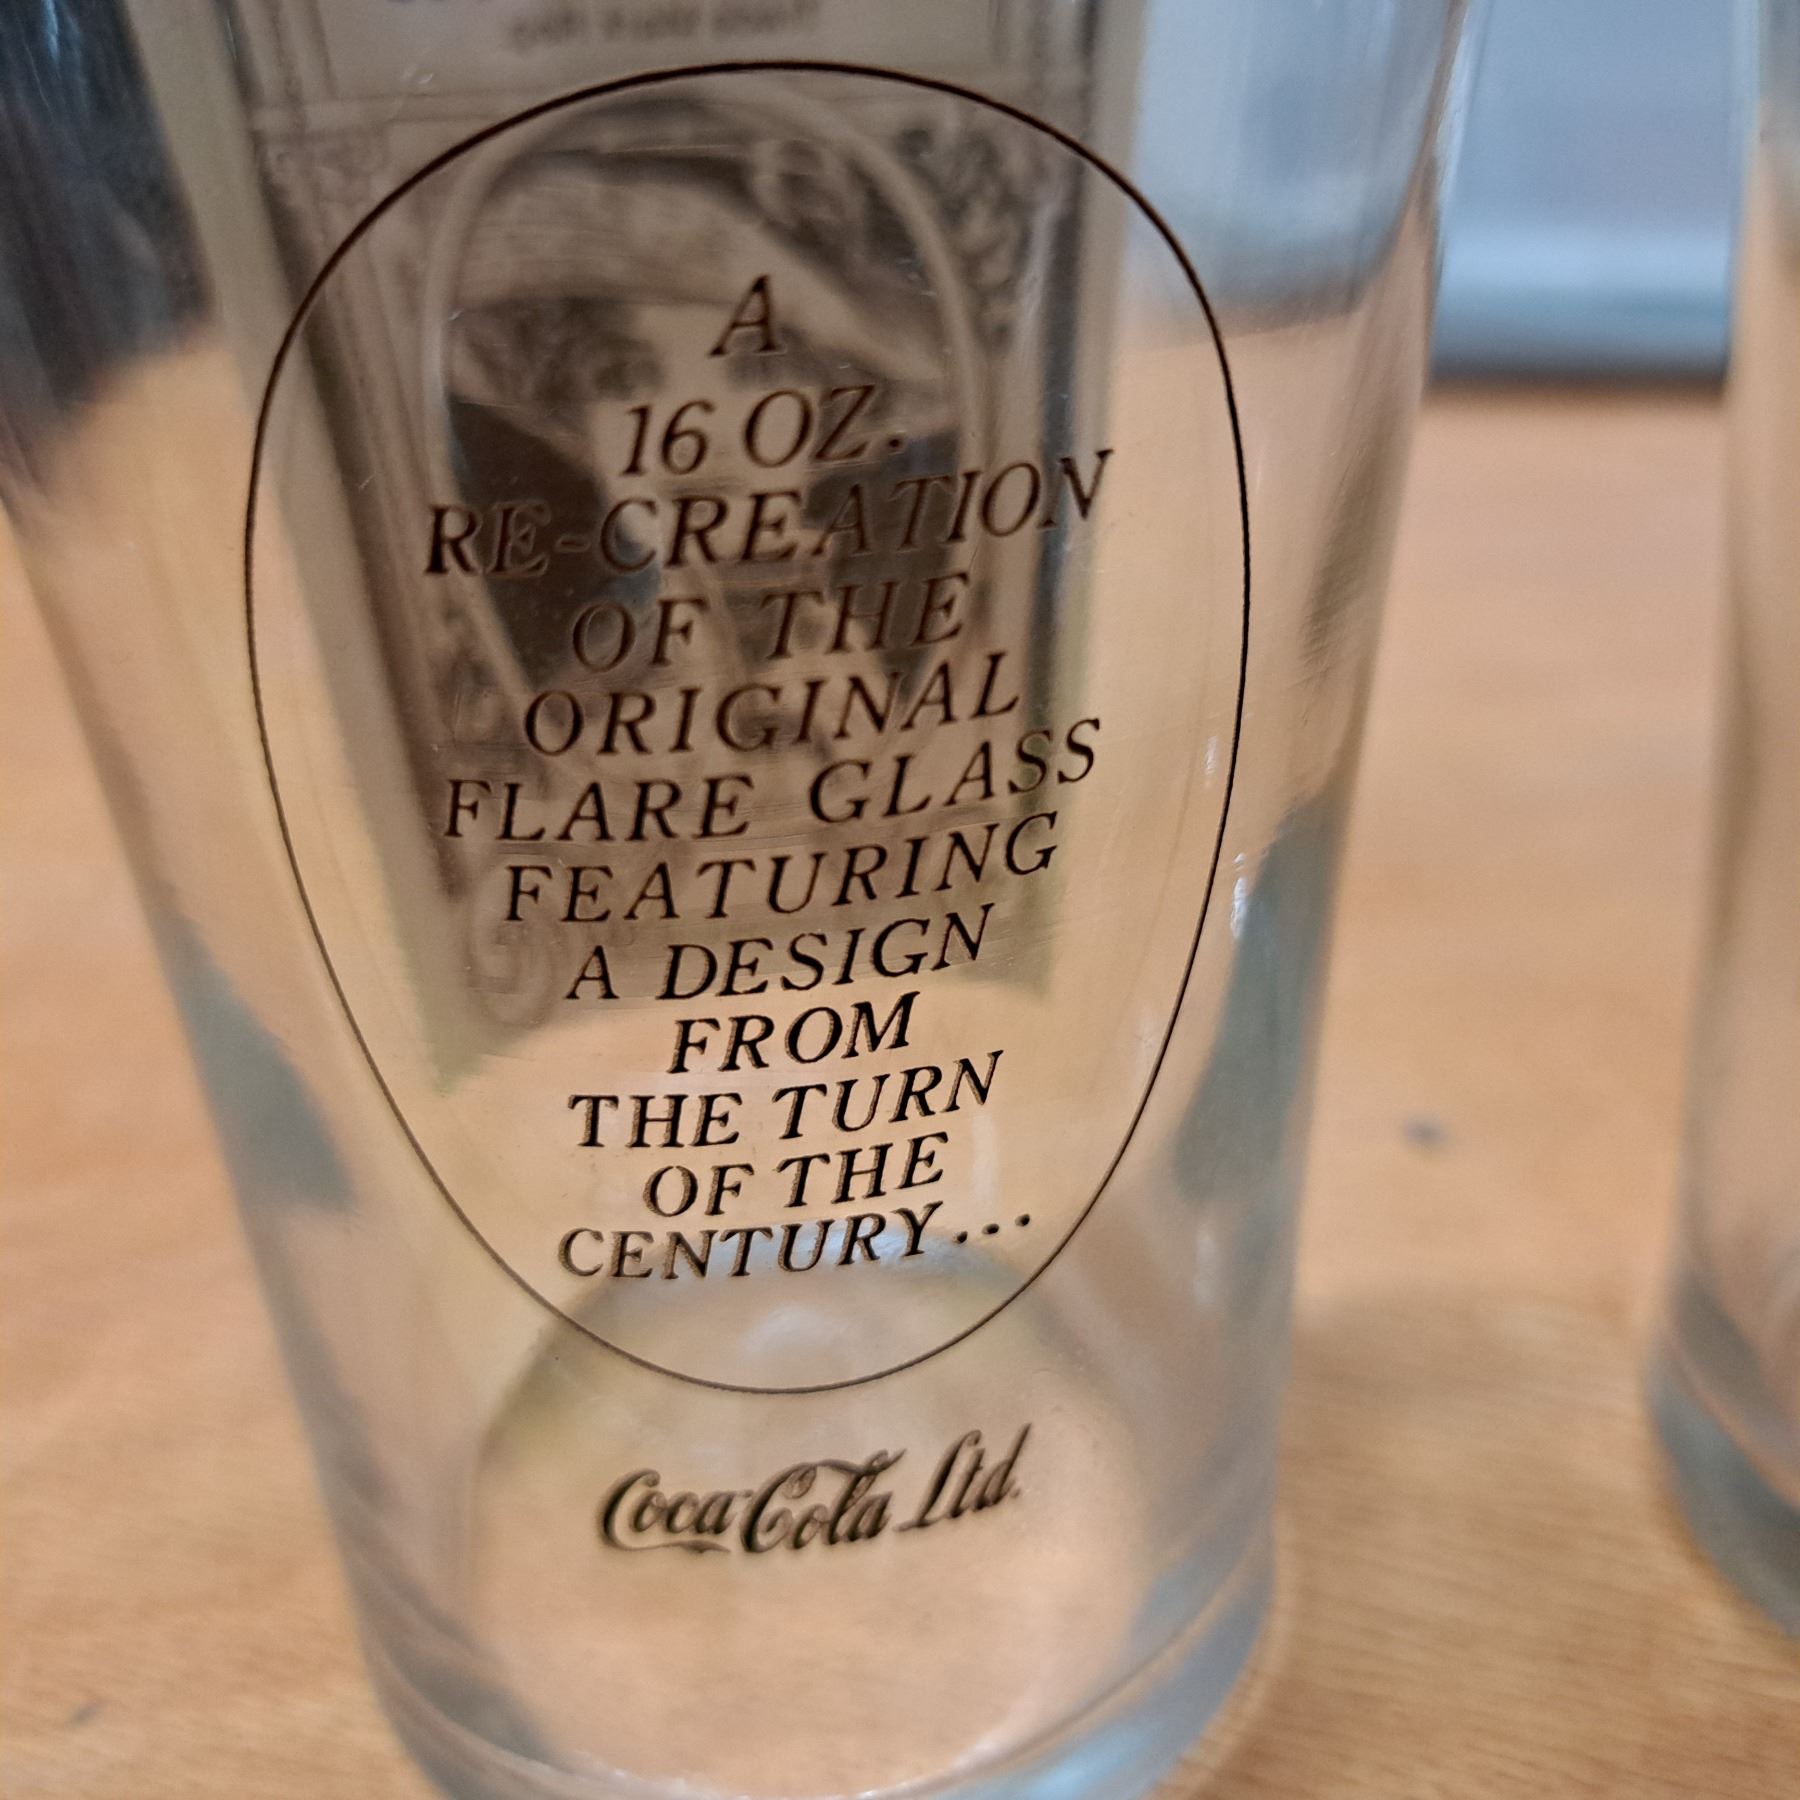 A
16 OZ.
RE-CREATION
OF THE
ORIGINAL
FLARE GLASS
FEATURING
A DESIGN
FROM
THE TURN
OF THE
CENTURY...
Coca-Cola Ltd.